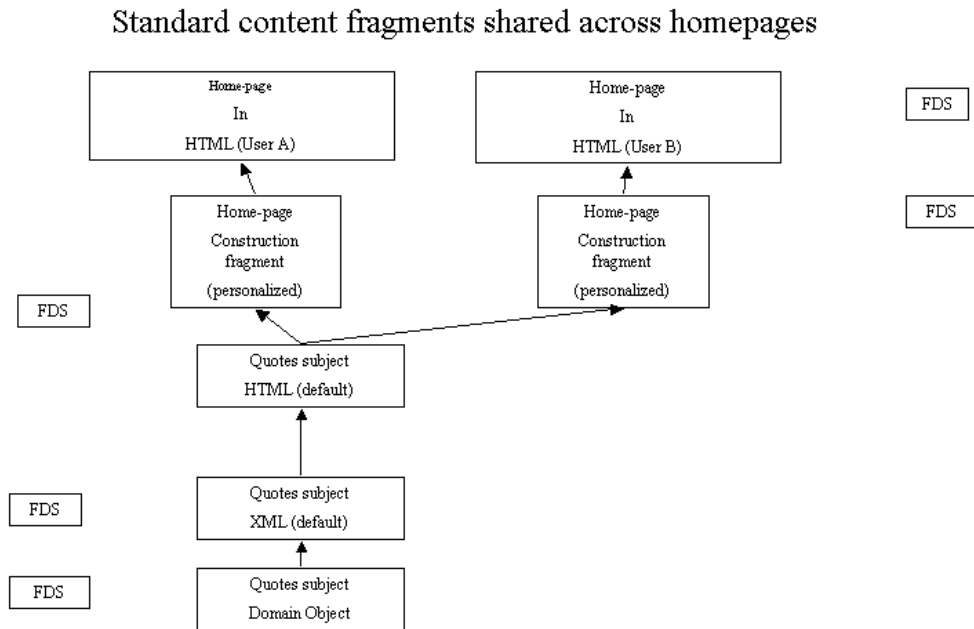 Standard content fragments shared across homepages
Home-page
In
HTML (User A)
Home-page
In
HTML (User B)
FDS
Home-page
Construction
fragment
(personalized)
Home-page
Construction
fragment
(personalized)
FDS
FDS
Quotes subject
HTML (default)
Quotes subject
XML (default)
FDS
Quotes subject
Domain Object
FDS